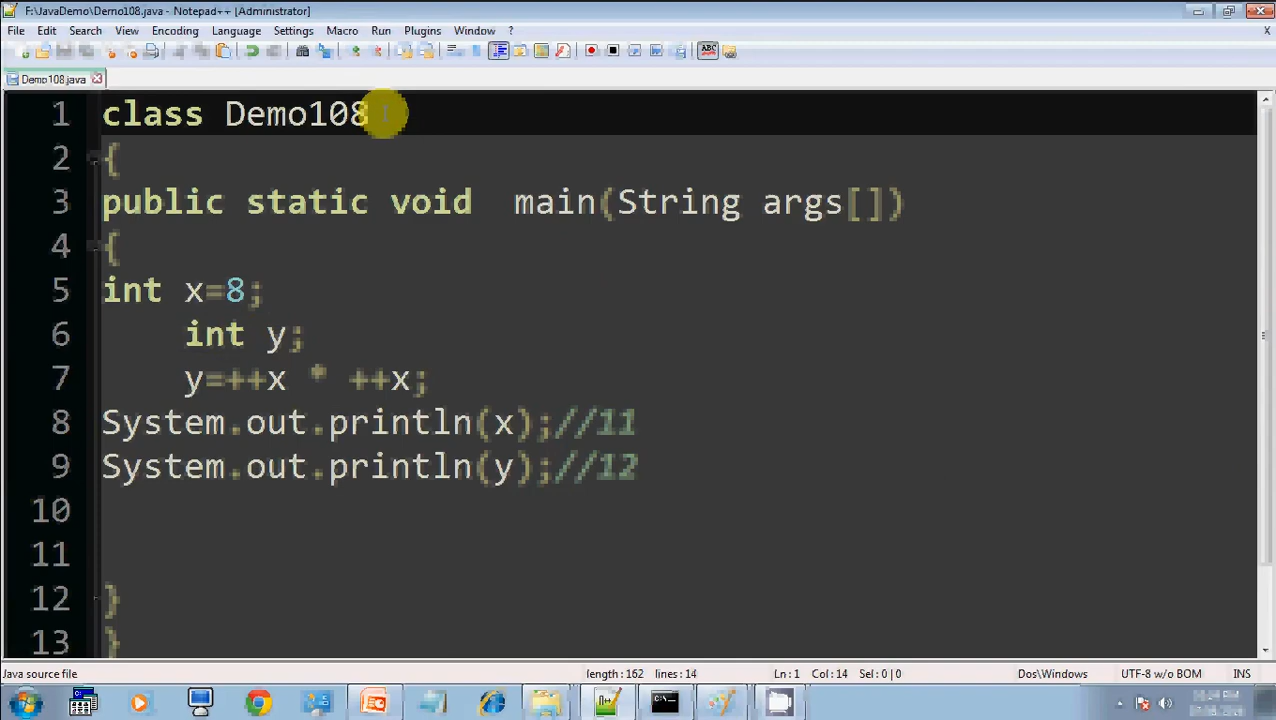 F:\JavaDemo\Demo108.java - Notepad++ [Administrator]
File Edit Search View Encoding Language Settings Macro Run Plugins Window ? X
ABC
Demo108.java
1 class Demo108
2 {
3 public static void  main(String args[])
4 {
5 int x=8;
6     int y;
7     y=++x * ++x;
8 System.out.println(x);//11
9 System.out.println(y);//12
10
11
12 }
13 }
Java source file length:162 lines:14 Ln:1 Col:14 Sel:0|0 Dos\Windows UTF-8 w/o BOM INS